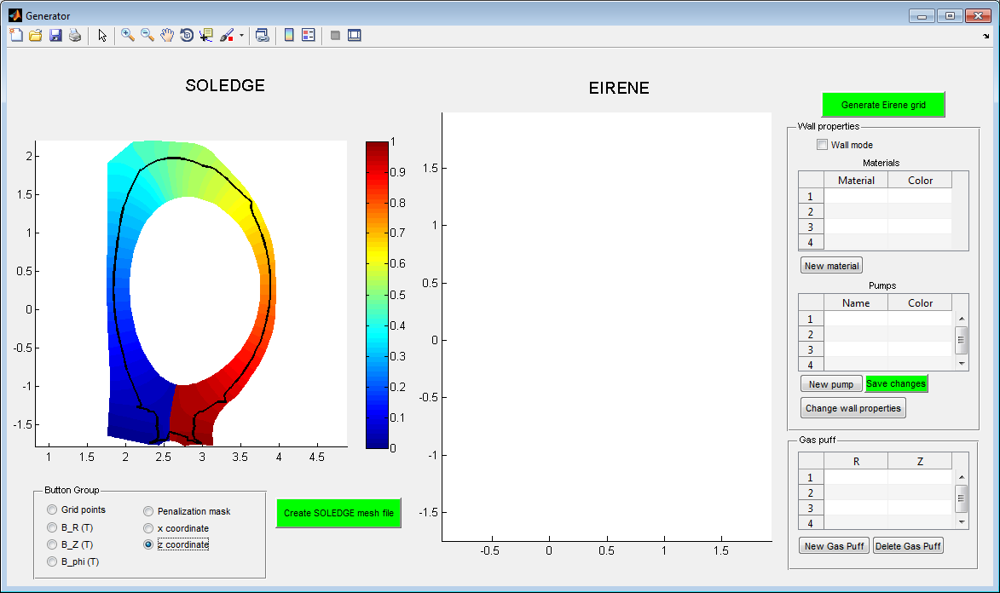 Generator
SOLEDGE
EIRENE
Generate Eirene grid
Wall properties
Wall mode
Materials
Material Color
1
2
3
4
New material
Pumps
Name Color
1
2
3
4
New pump Save changes
Change wall properties
Gas puff
R Z
1
2
3
4
New Gas Puff Delete Gas Puff
2
1.5
1
0.5
0
-0.5
-1
-1.5
1 1.5 2 2.5 3 3.5 4 4.5
1
0.9
0.8
0.7
0.6
0.5
0.4
0.3
0.2
0.1
0
1.5
1
0.5
0
-0.5
-1
-1.5
-0.5 0 0.5 1 1.5
Button Group
Grid points
B_R (T)
B_Z (T)
B_phi (T)
Penalization mask
x coordinate
z coordinate
Create SOLEDGE mesh file